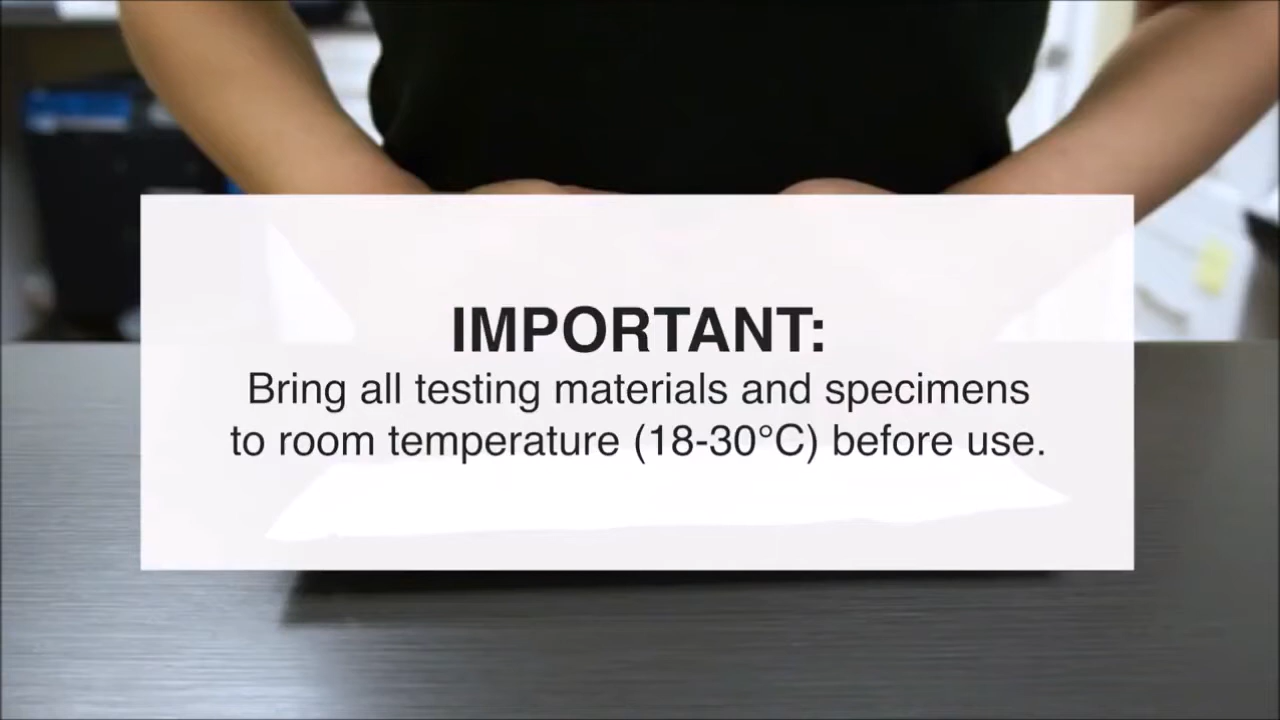 IMPORTANT:
Bring all testing materials and specimens
to room temperature (18-30°C) before use.